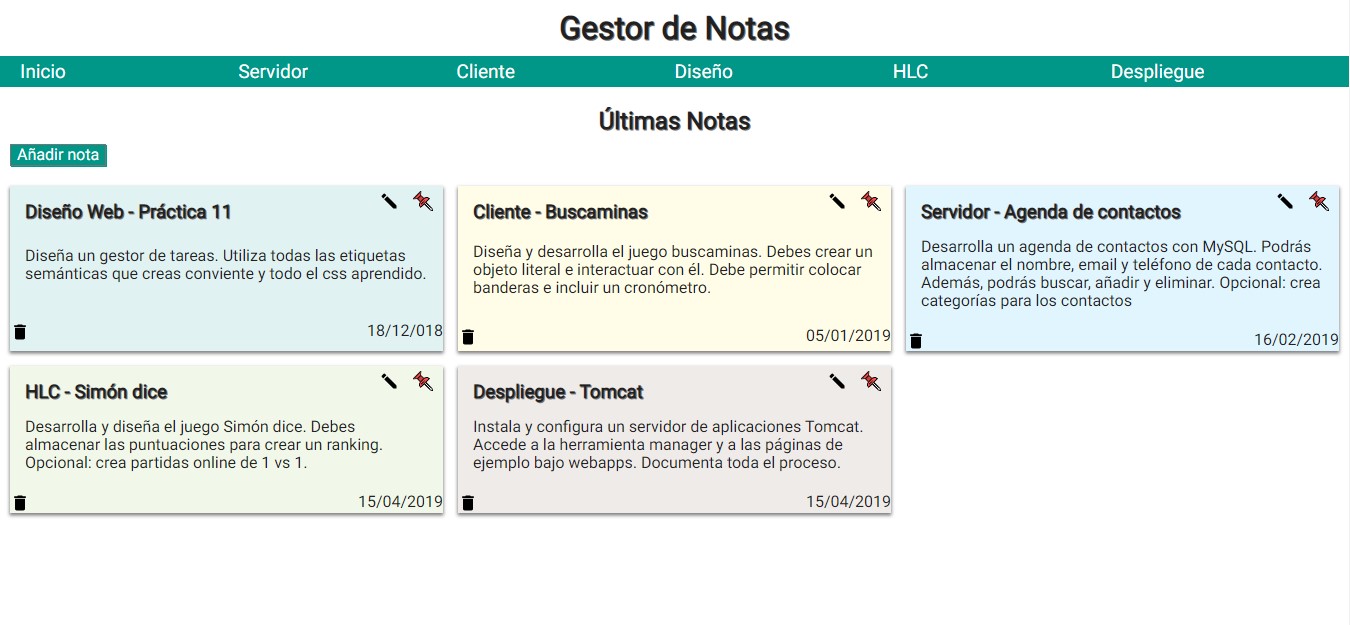 Gestor de Notas
Inicio Servidor Cliente Diseño HLC Despliegue
Últimas Notas
Añadir nota
Diseño Web - Práctica 11
Diseña un gestor de tareas. Utiliza todas las etiquetas
semánticas que creas conviente y todo el css aprendido.
18/12/018
Cliente - Buscaminas
Diseña y desarrolla el juego buscaminas. Debes crear un
objeto literal e interactuar con él. Debe permitir colocar
banderas e incluir un cronómetro.
05/01/2019
Servidor - Agenda de contactos
Desarrolla un agenda de contactos con MySQL. Podrás
almacenar el nombre, email y teléfono de cada contacto.
Además, podrás buscar, añadir y eliminar. Opcional: crea
categorías para los contactos
16/02/2019
HLC - Simón dice
Desarrolla y diseña el juego Simón dice. Debes
almacenar las puntuaciones para crear un ranking.
Opcional: crea partidas online de 1 vs 1.
15/04/2019
Despliegue - Tomcat
Instala y configura un servidor de aplicaciones Tomcat.
Accede a la herramienta manager y a las páginas de
ejemplo bajo webapps. Documenta toda el proceso.
15/04/2019